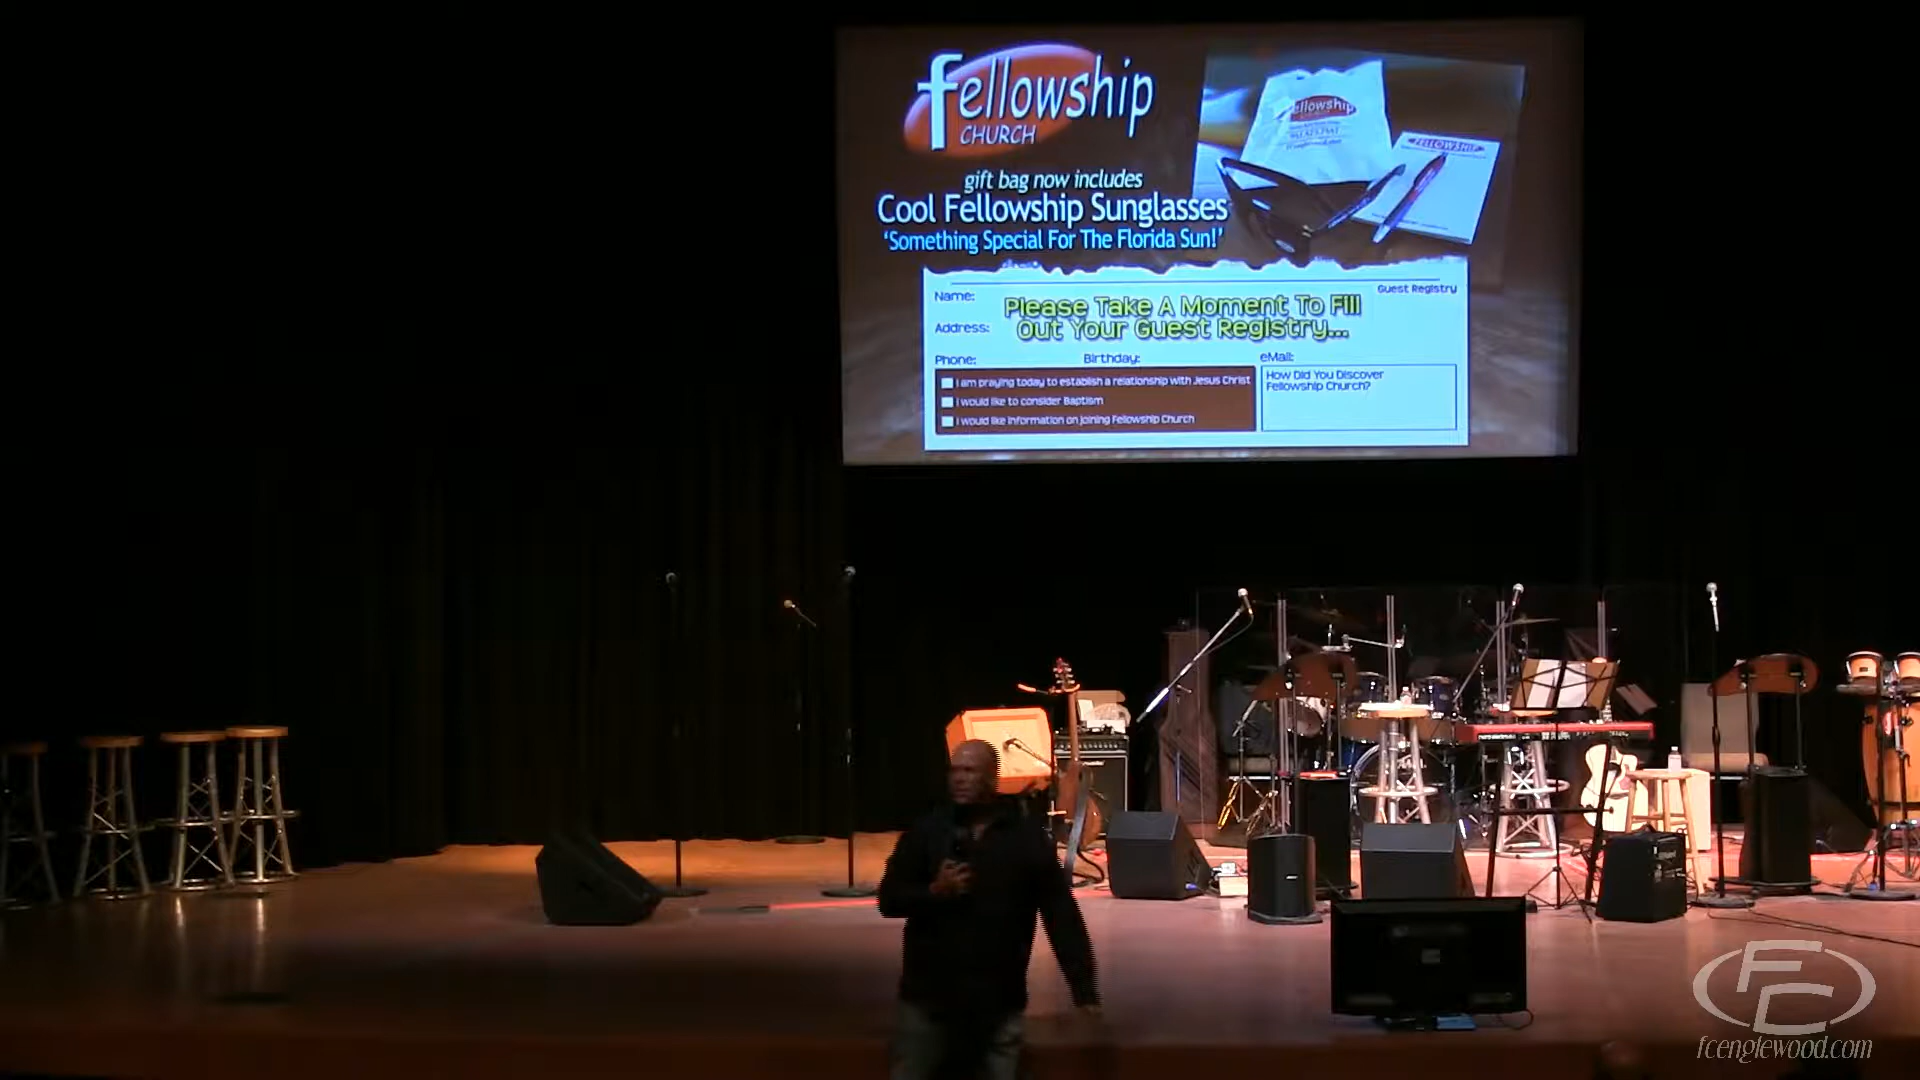 fellowship
CHURCH
gift bag now includes
Cool Fellowship Sunglasses
'Something Special For The Florida Sun!'
fellowship
FELLOWSHIP
Guest Registry
Name:
Please Take A Moment To Fill
Out Your Guest Registry...
Address:
Phone:
Birthday:
eMail:
I am praying today to establish a relationship with Jesus Christ
I would like to consider Baptism
I would like information on joining Fellowship Church
How Did You Discover
Fellowship Church?
FC
fcenglewood.com